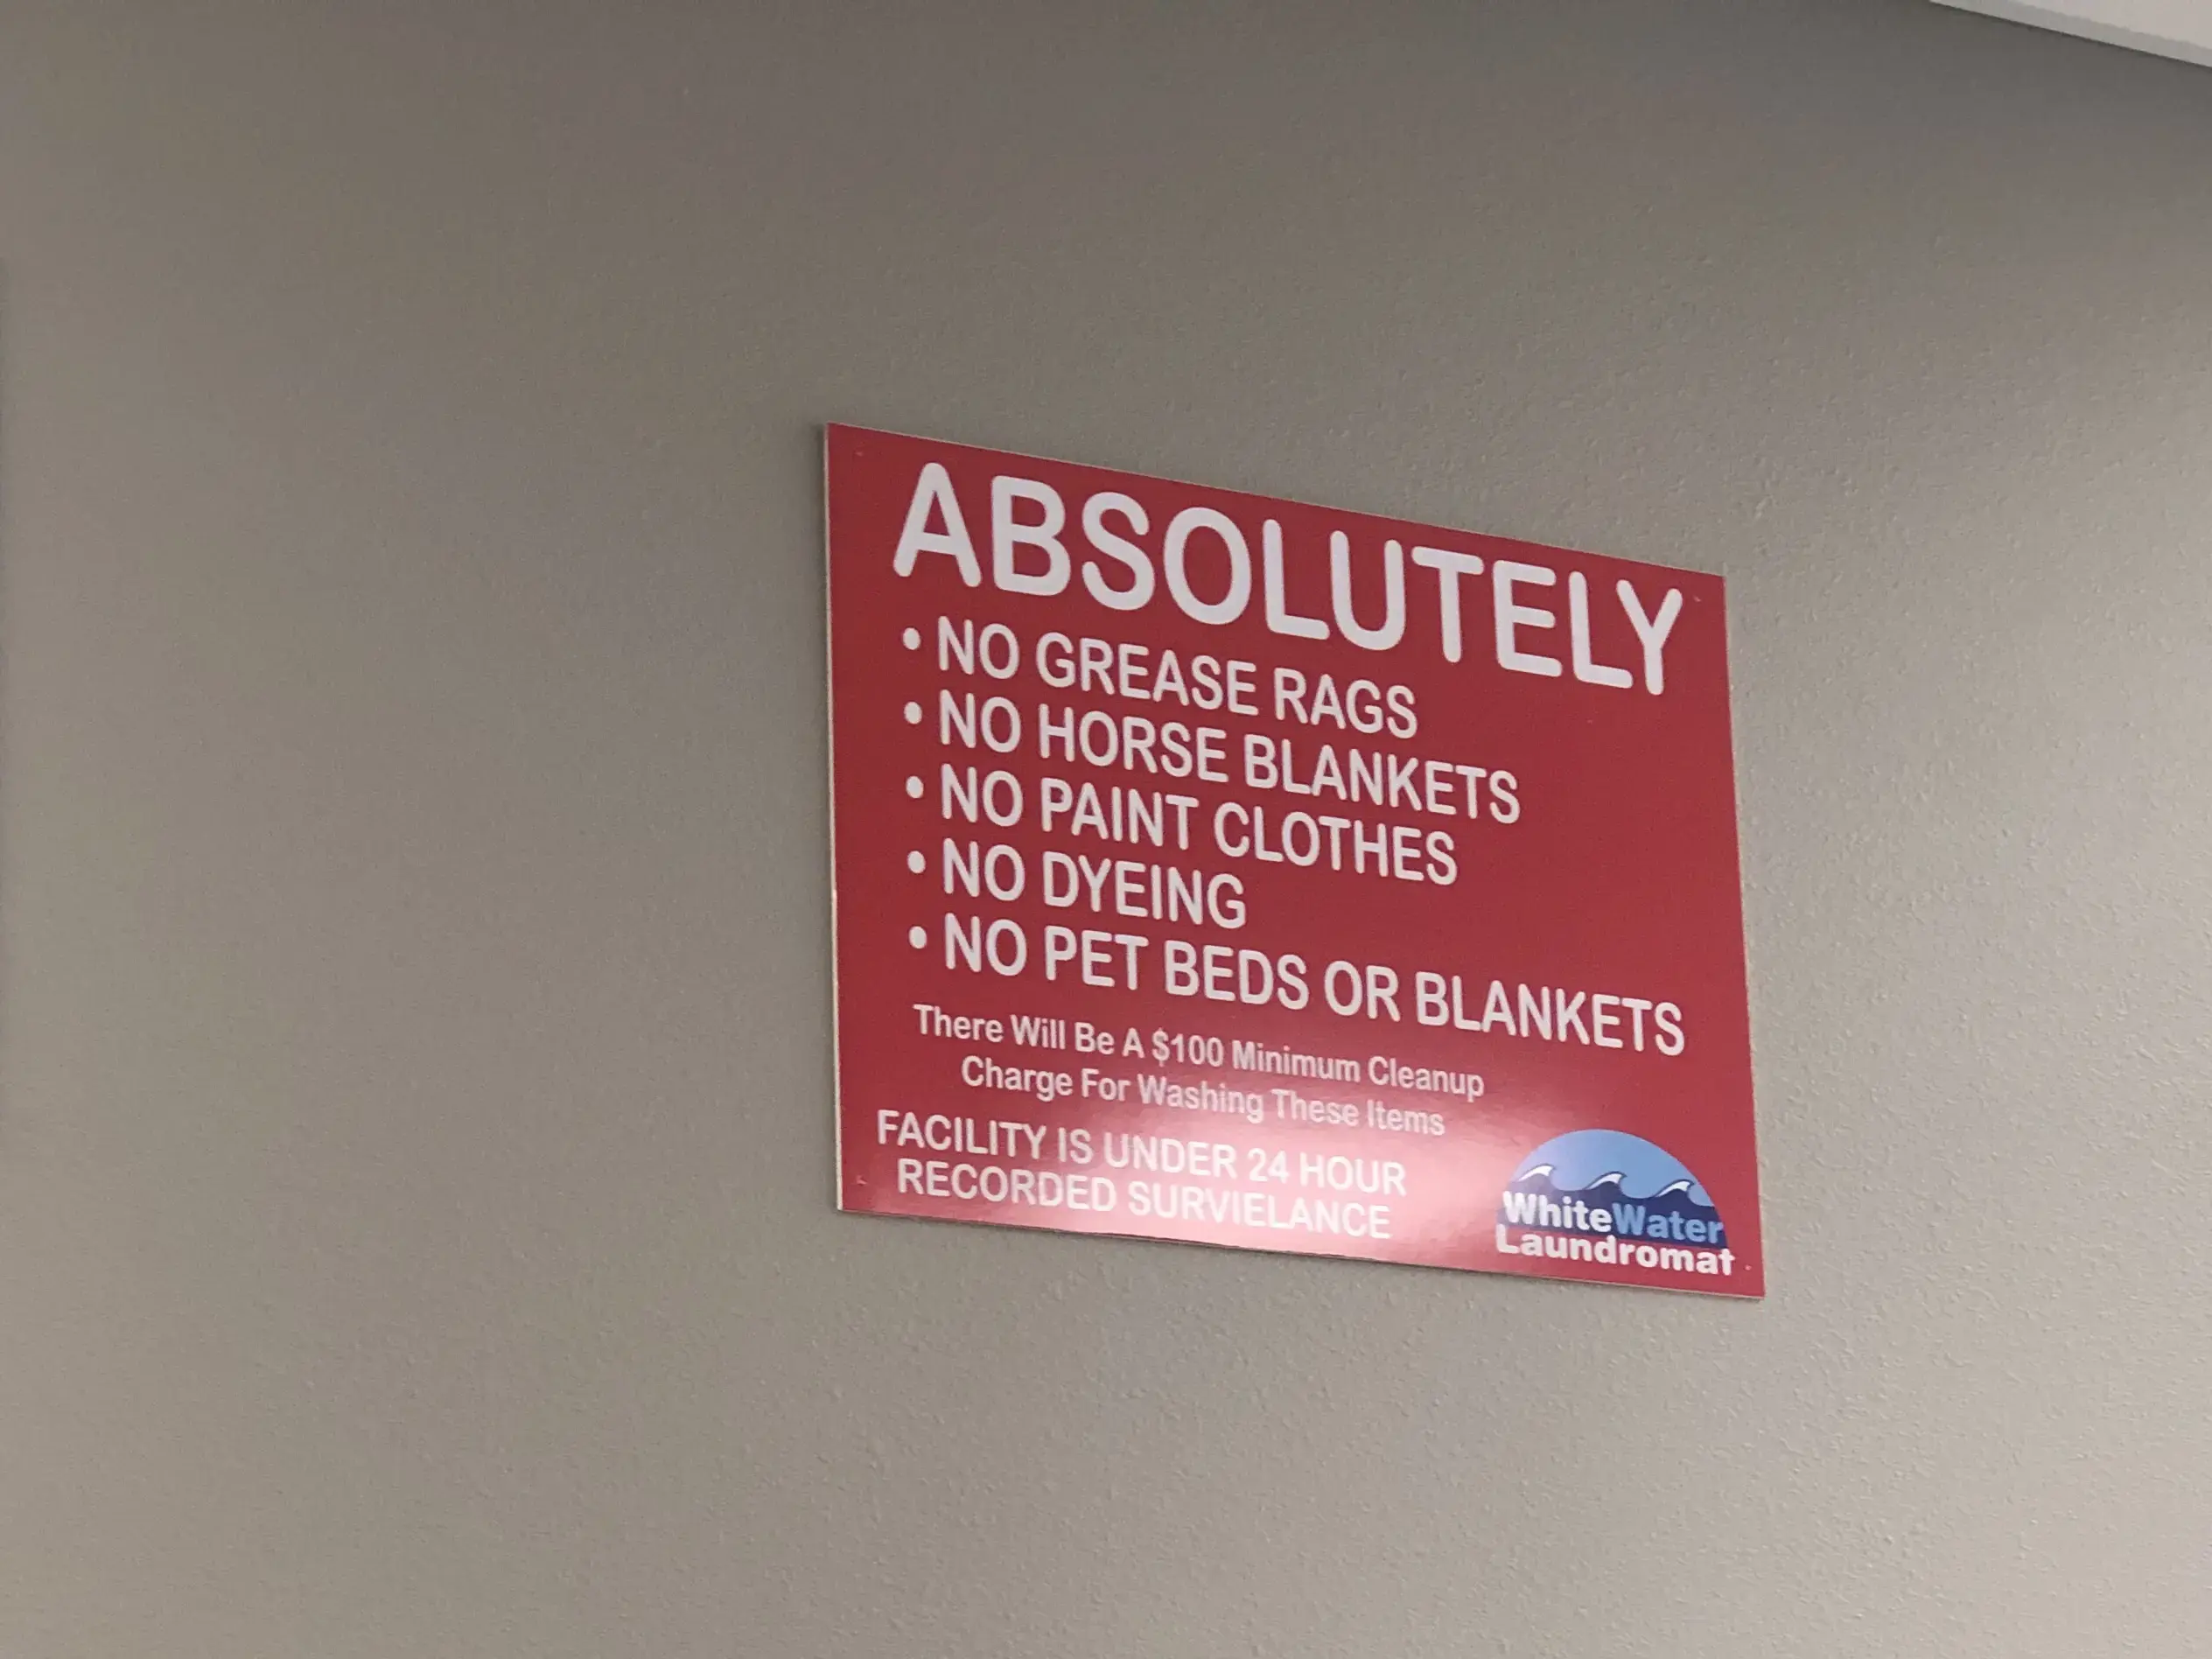 ABSOLUTELY
• NO GREASE RAGS
• NO HORSE BLANKETS
• NO PAINT CLOTHES
• NO DYEING
• NO PET BEDS OR BLANKETS
There Will Be A $100 Minimum Cleanup
Charge For Washing These Items
FACILITY IS UNDER 24 HOUR
RECORDED SURVIELANCE
WhiteWater
Laundromat